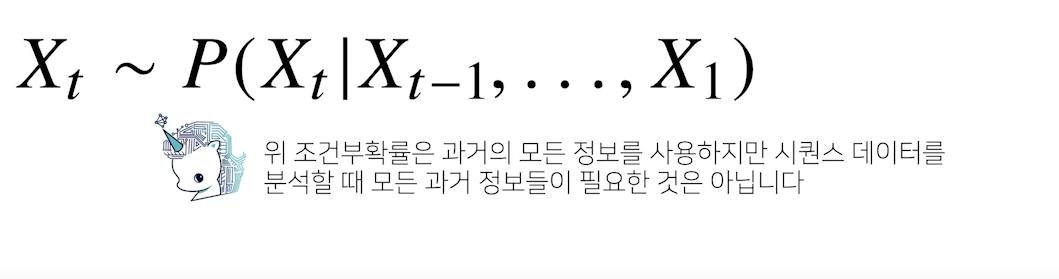 X_t ~ P(X_t|X_{t−1}, . . . , X_1)
위 조건부확률은 과거의 모든 정보를 사용하지만 시퀀스 데이터를
분석할 때 모든 과거 정보들이 필요한 것은 아닙니다